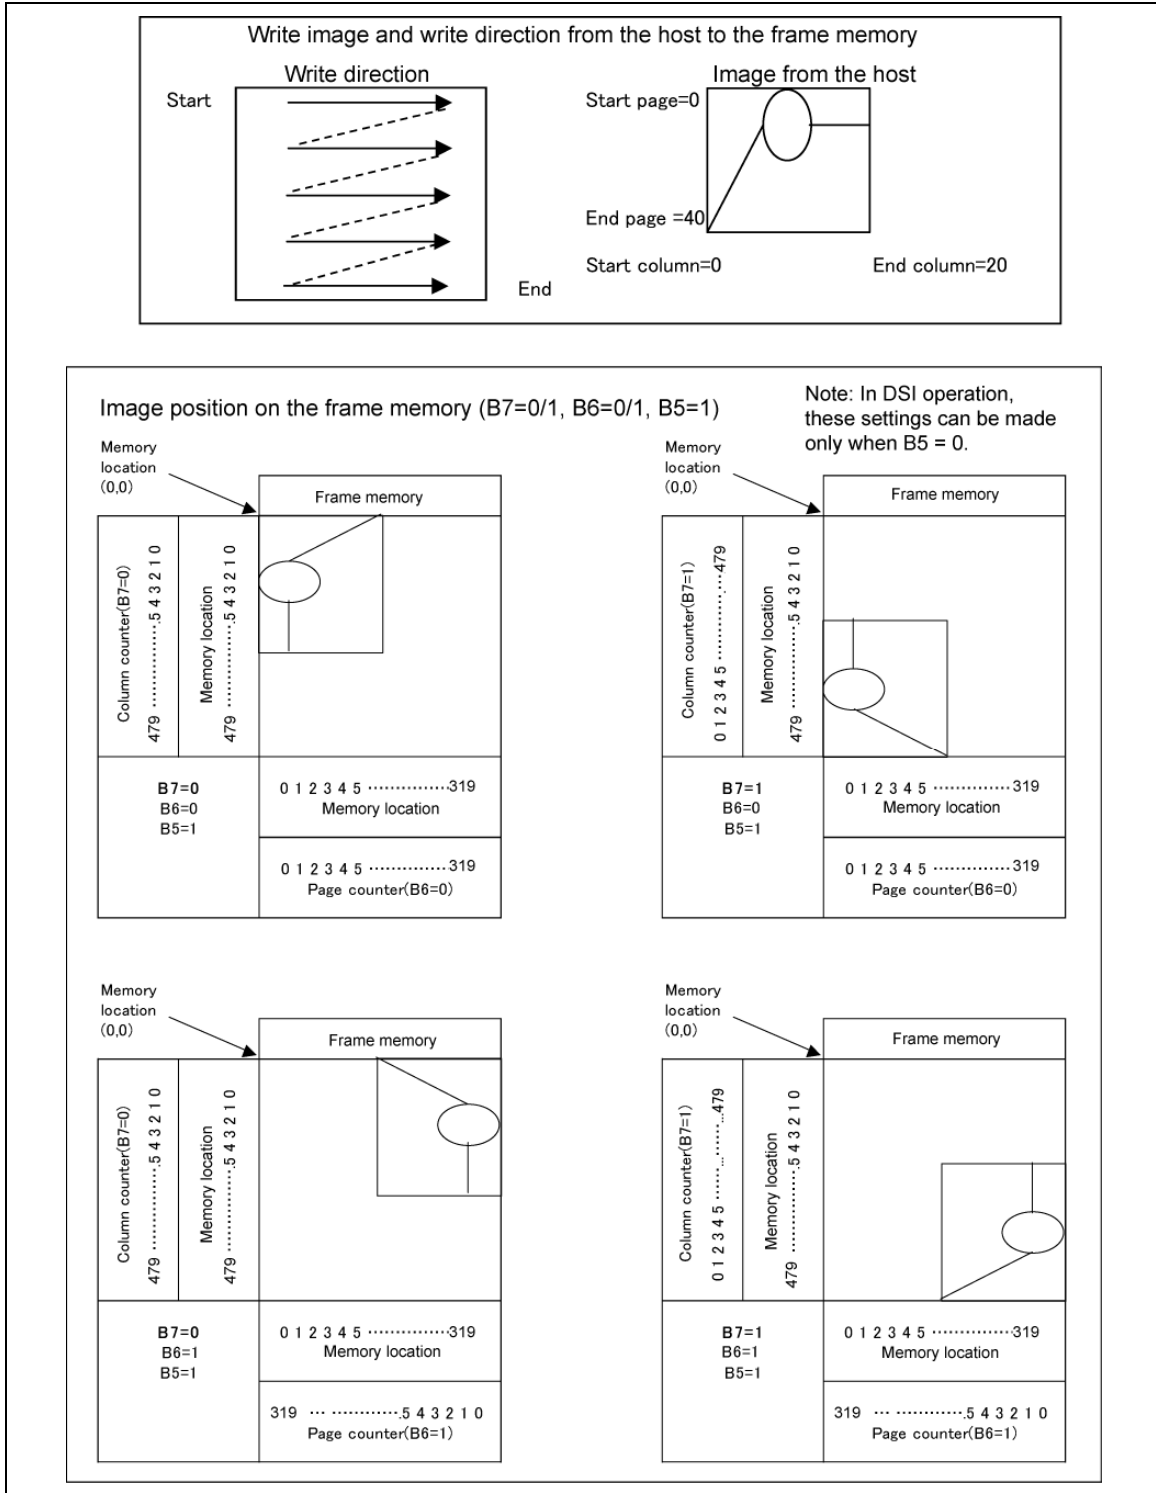 Write image and write direction from the host to the frame memory
Write direction
Start
End
Image from the host
Start page=0
End page =40
Start column=0
End column=20
Image position on the frame memory (B7=0/1, B6=0/1, B5=1)
Note: In DSI operation,
these settings can be made
only when B5 = 0.
Memory
location
(0,0)
Frame memory
Column counter(B7=0)
479 ··············.5 4 3 2 1 0
Memory location
479 ··············.5 4 3 2 1 0
B7=0
B6=0
B5=1
0 1 2 3 4 5 ··············319
Memory location
0 1 2 3 4 5 ··············319
Page counter(B6=0)
Memory
location
(0,0)
Frame memory
Column counter(B7=1)
0 1 2 3 4 5 ··············479
Memory location
479 ··············.5 4 3 2 1 0
B7=1
B6=0
B5=1
0 1 2 3 4 5 ··············319
Memory location
0 1 2 3 4 5 ··············319
Page counter(B6=0)
Memory
location
(0,0)
Frame memory
Column counter(B7=0)
479 ··············.5 4 3 2 1 0
Memory location
479 ··············.5 4 3 2 1 0
B7=0
B6=1
B5=1
0 1 2 3 4 5 ··············319
Memory location
319 ··· ············.5 4 3 2 1 0
Page counter(B6=1)
Memory
location
(0,0)
Frame memory
Column counter(B7=1)
0 1 2 3 4 5 ······...······...479
Memory location
479 ··············.5 4 3 2 1 0
B7=1
B6=1
B5=1
0 1 2 3 4 5 ··············319
Memory location
319 ··· ············.5 4 3 2 1 0
Page counter(B6=1)